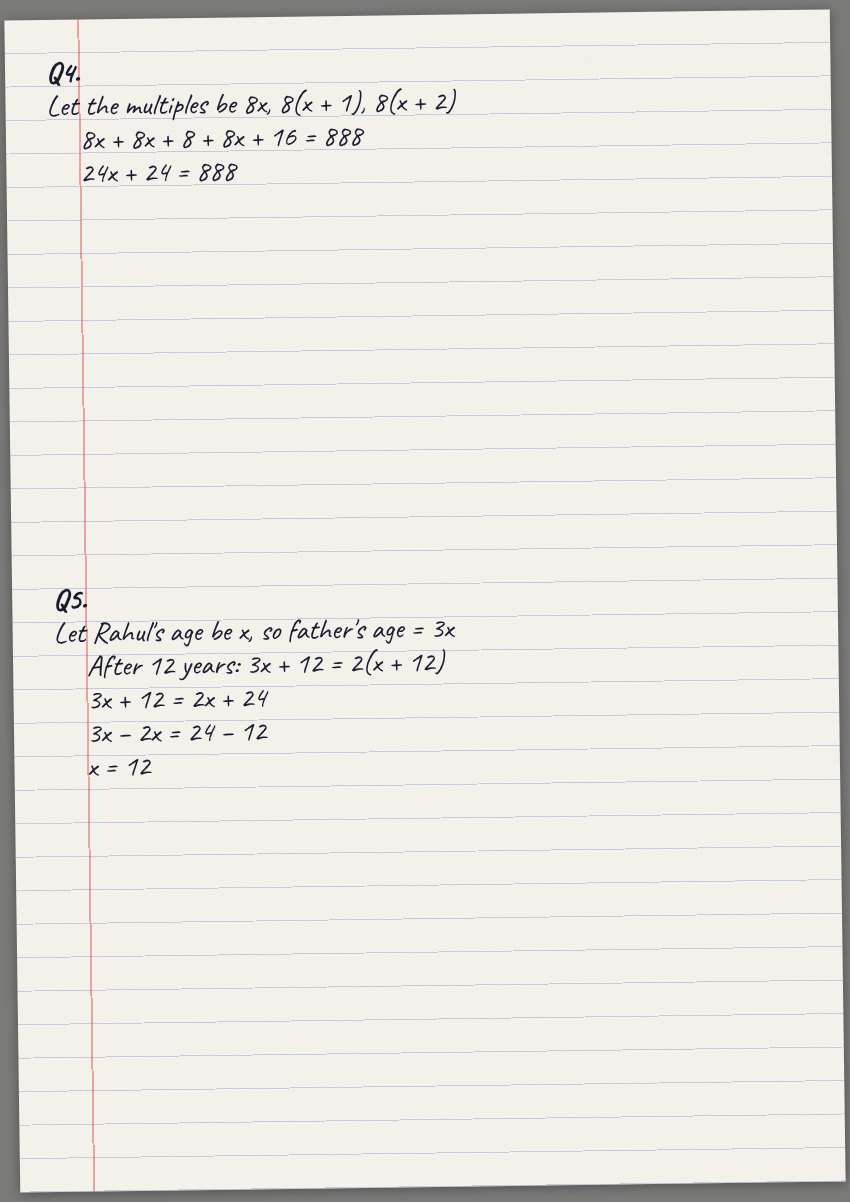 Q4.
Let the multiples be 8x, 8(x + 1), 8(x + 2)
8x + 8x + 8 + 8x + 16 = 888
24x + 24 = 888
Q5.
Let Rahul's age be x, so father's age = 3x
After 12 years: 3x + 12 = 2(x + 12)
3x + 12 = 2x + 24
3x – 2x = 24 – 12
x = 12